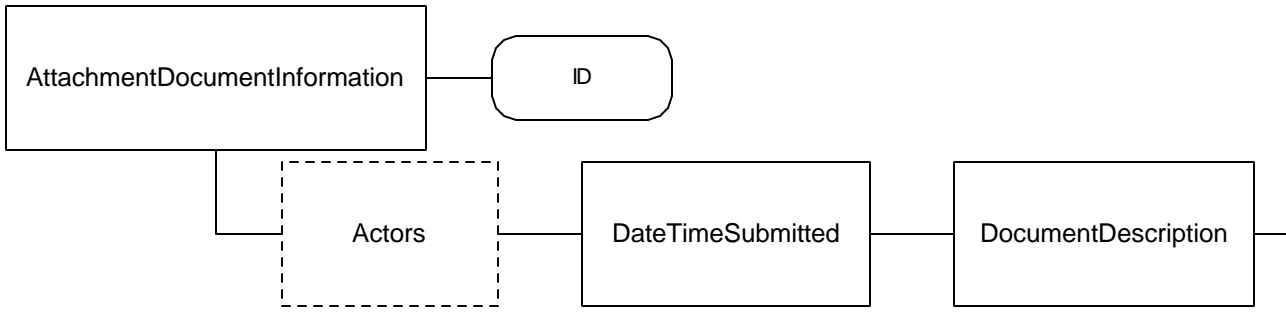 AttachmentDocumentInformation
ID
Actors
DateTimeSubmitted
DocumentDescription